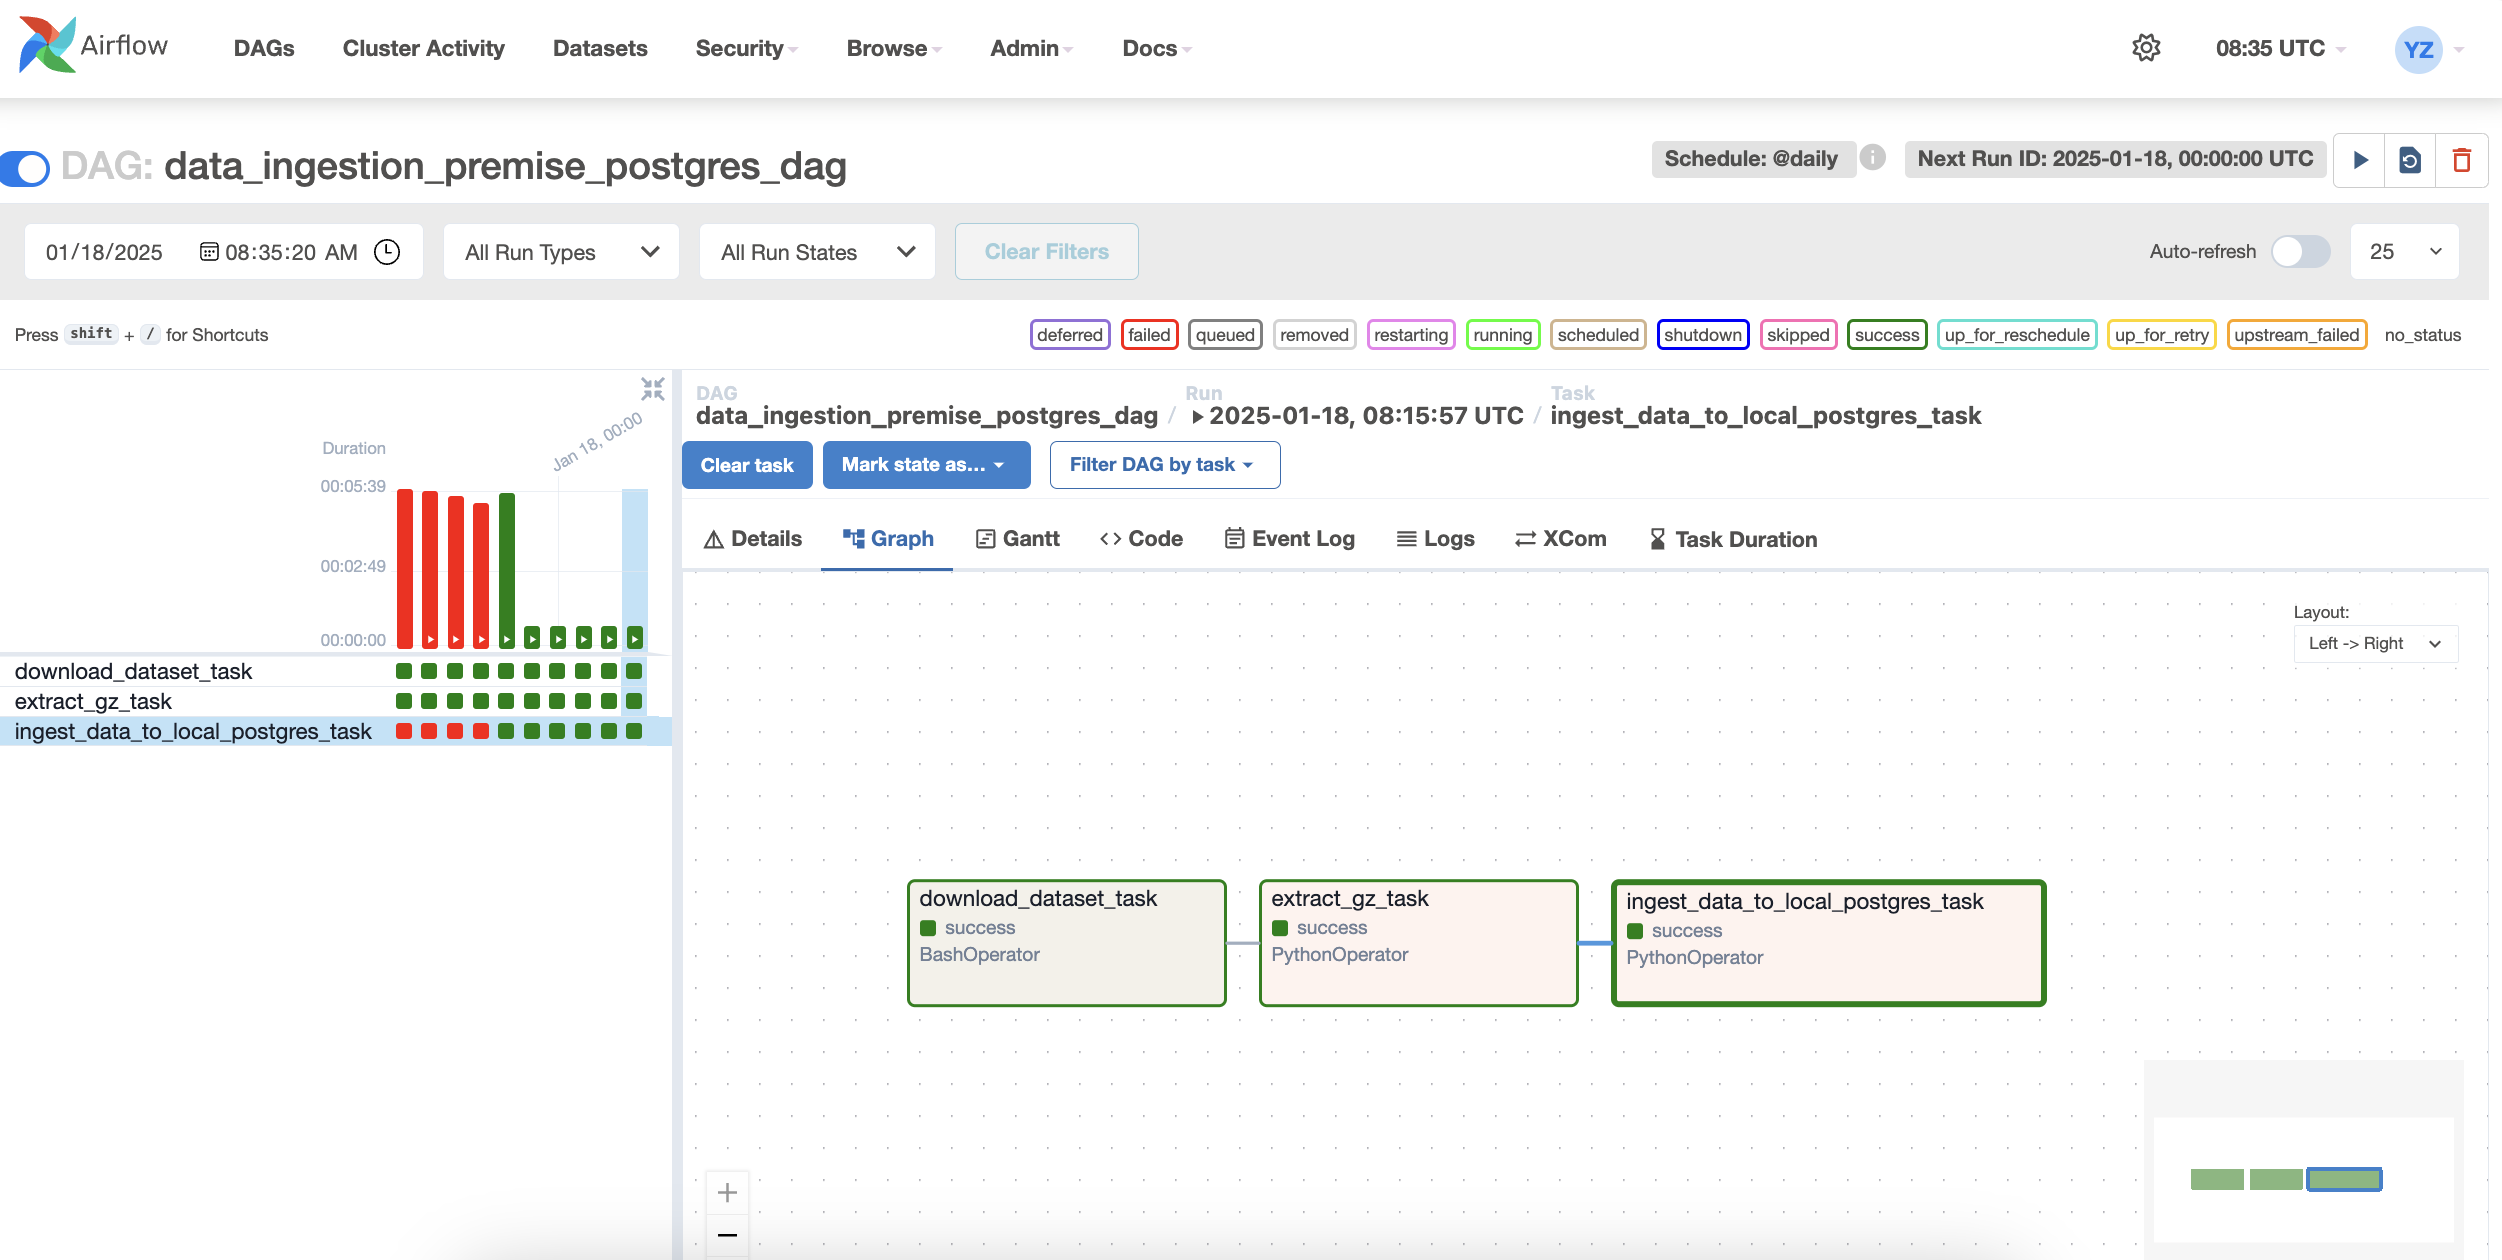 Airflow DAGs Cluster Activity Datasets Security Browse Admin Docs 08:35 UTC YZ
DAG: data_ingestion_premise_postgres_dag Schedule: @daily i Next Run ID: 2025-01-18, 00:00:00 UTC
01/18/2025 08:35:20 AM All Run Types All Run States Clear Filters Auto-refresh 25
Press shift + / for Shortcuts deferred failed queued removed restarting running scheduled shutdown skipped success up_for_reschedule up_for_retry upstream_failed no_status
Duration
Jan 18, 00:00
00:05:39
00:02:49
00:00:00
download_dataset_task
extract_gz_task
ingest_data_to_local_postgres_task
DAG Run Task
data_ingestion_premise_postgres_dag / 2025-01-18, 08:15:57 UTC / ingest_data_to_local_postgres_task
Clear task Mark state as... Filter DAG by task
Details Graph Gantt Code Event Log Logs XCom Task Duration
Layout:
Left -> Right
download_dataset_task
success
BashOperator
extract_gz_task
success
PythonOperator
ingest_data_to_local_postgres_task
success
PythonOperator